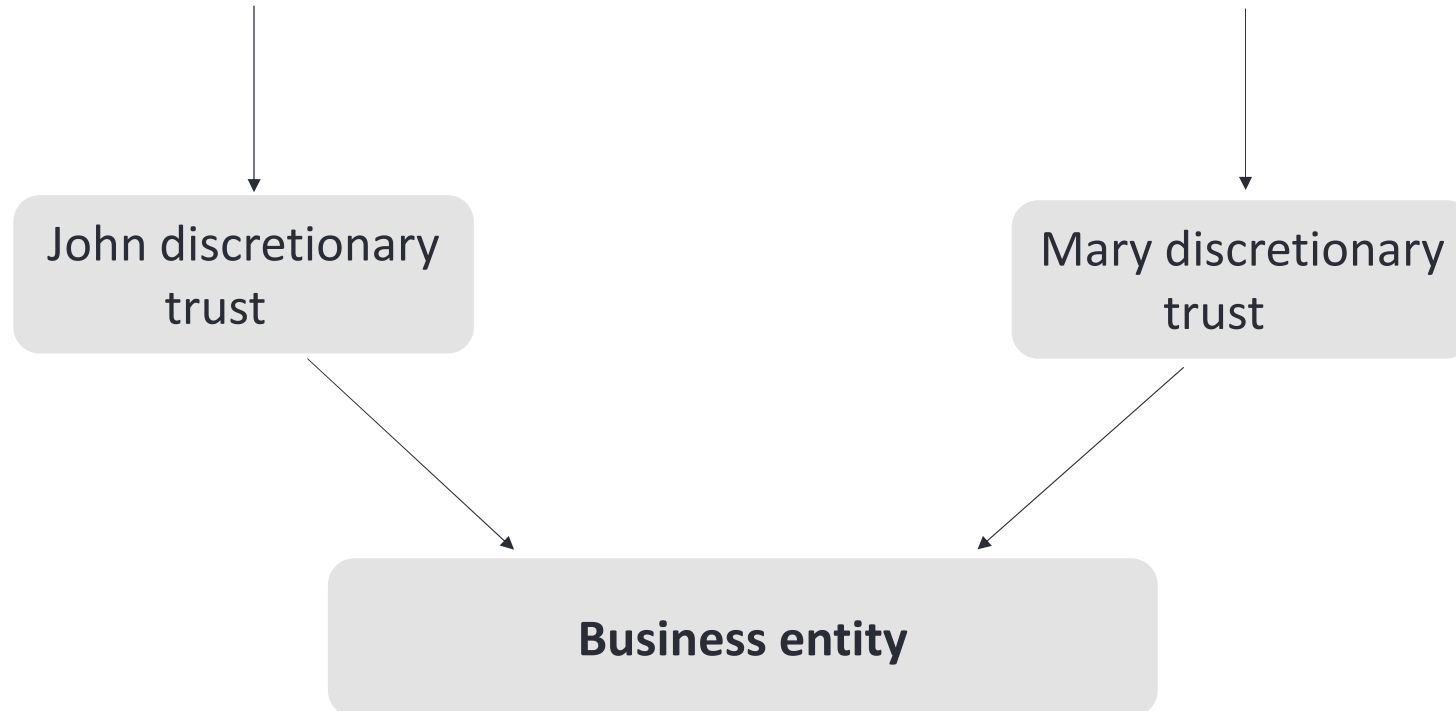 John discretionary
trust
Mary discretionary
trust
Business entity